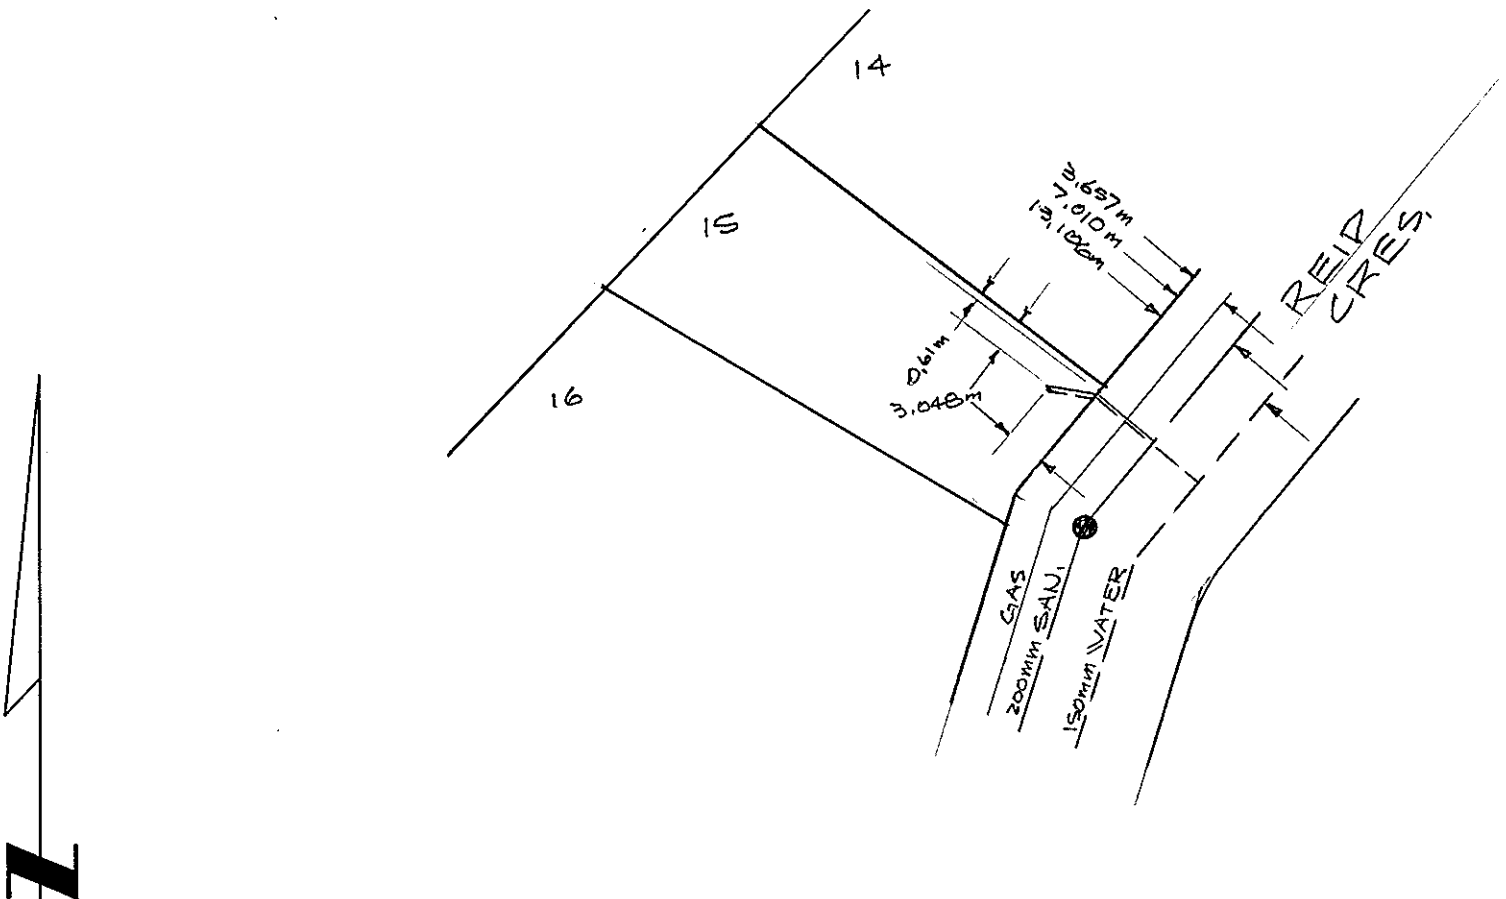 14
15
16
3.657m
7.010m
13.106m
0.61m
3.048m
REID
CRES.
GAS
200mm SAN.
150mm WATER
N